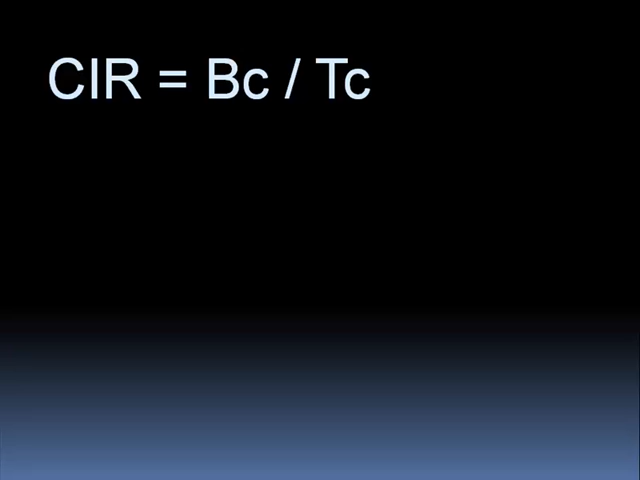 CIR = Bc / Tc